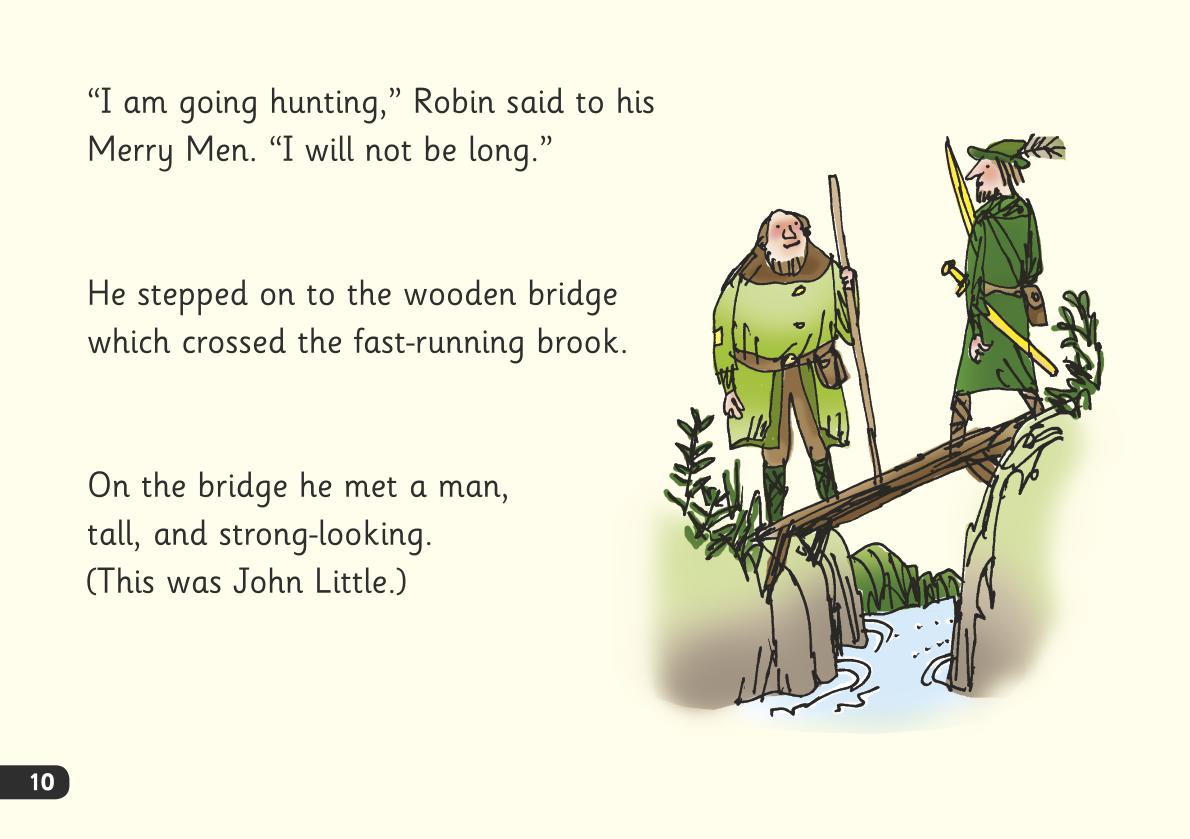 “I am going hunting,” Robin said to his
Merry Men. “I will not be long.”
He stepped on to the wooden bridge
which crossed the fast-running brook.
On the bridge he met a man,
tall, and strong-looking.
(This was John Little.)
10